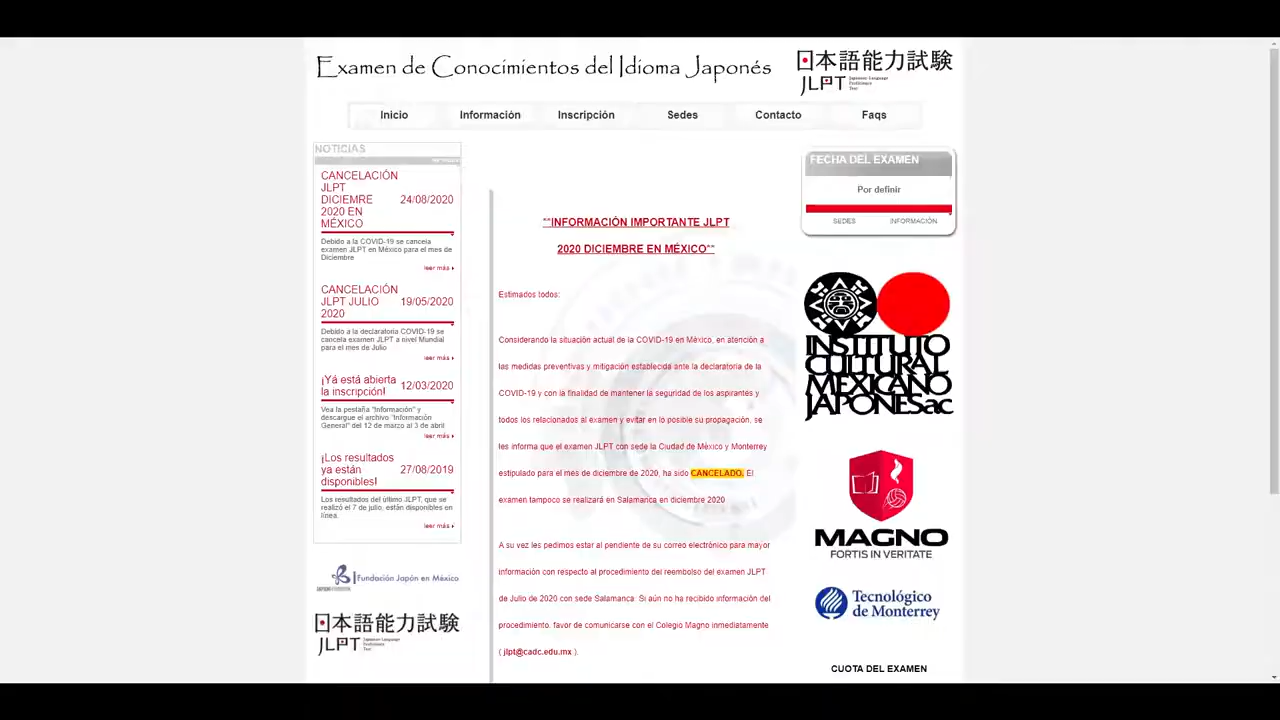 Examen de Conocimientos del Idioma Japonés
日本語能力試験
JLPT Japanese Language
Proficiency
Test
Inicio
Información
Inscripción
Sedes
Contacto
Faqs
NOTICIAS
CANCELACIÓN
JLPT
DICIEMBRE 24/08/2020
2020 EN
MÉXICO
Debido a la COVID-19 se cancela
examen JLPT en México para el mes de
Diciembre
leer más
CANCELACIÓN
JLPT JULIO 19/05/2020
2020
Debido a la declaratoria COVID-19 se
cancela examen JLPT a nivel Mundial
para el mes de Julio
leer más
¡Yá está abierta 12/03/2020
la inscripción!
Vea la pestaña "Información" y
descargue el archivo "Información
General" del 12 de marzo al 3 de abril
leer más
¡Los resultados
ya están 27/08/2019
disponibles!
Los resultados del último JLPT, que se
realizó el 7 de julio, están disponibles en
línea.
leer más
Fundación Japón en México
日本語能力試験
JLPT Japanese Language
Proficiency
Test
**INFORMACIÓN IMPORTANTE JLPT
2020 DICIEMBRE EN MÉXICO**
Estimados todos:
Considerando la situación actual de la COVID-19 en México, en atención a
las medidas preventivas y mitigación establecida ante la declaratoria de la
COVID-19 y con la finalidad de mantener la seguridad de los aspirantes y
todos los relacionados al examen y evitar en lo posible su propagación, se
les informa que el examen JLPT con sede la Ciudad de México y Monterrey
estipulado para el mes de diciembre de 2020, ha sido CANCELADO. El
examen tampoco se realizará en Salamanca en diciembre 2020
A su vez les pedimos estar al pendiente de su correo electrónico para mayor
información con respecto al procedimiento del reembolso del examen JLPT
de Julio de 2020 con sede Salamanca. Si aún no ha recibido información del
procedimiento, favor de comunicarse con el Colegio Magno inmediatamente
( jlpt@cadc.edu.mx ).
FECHA DEL EXAMEN
Por definir
SEDES INFORMACIÓN
INSTITUTO
CULTURAL
MEXICANO
JAPONESac
MAGNO
FORTIS IN VERITATE
Tecnológico
de Monterrey
CUOTA DEL EXAMEN